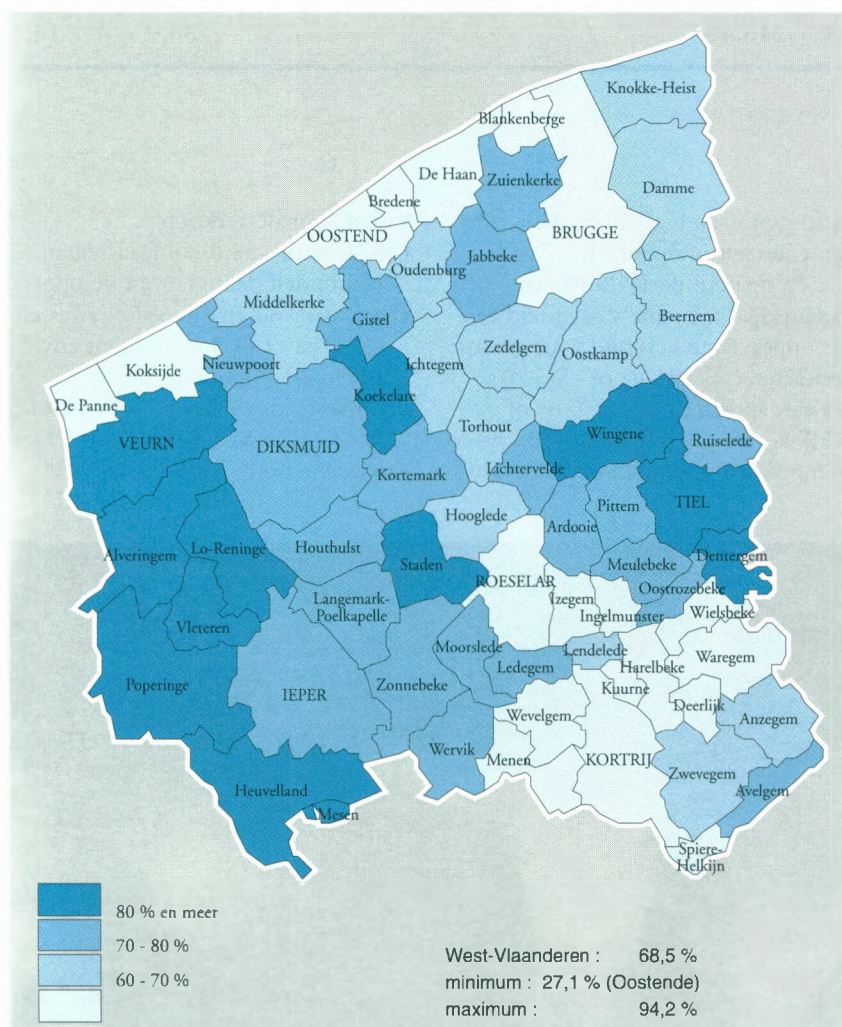 Knokke-Heist
Blankenberge
De Haan
Zuienkerke
Damme
Bredene
OOSTEND
BRUGGE
Jabbeke
Oudenburg
Middelkerke
Gistel
Beernem
Zedelgem
Oostkamp
Nieuwpoort
Ichtegem
Koksijde
Koekelare
De Panne
Torhout
Wingene
Ruiselede
VEURN
DIKSMUID
Lichtervelde
Kortemark
Pittem
TIEL
Hooglede
Ardooie
Alveringem
Lo-Reninge
Houthulst
Staden
Meulebeke
Dentergem
ROESELAR
Oostrozebeke
Izegem
Langemark-
Poelkapelle
Ingelmunster
Wielsbeke
Vleteren
Moorslede
Lendelede
Waregem
Ledegem
Harelbeke
Poperinge
IEPER
Zonnebeke
Kuurne
Deerlijk
Wevelgem
Anzegem
Wervik
Menen
KORTRIJ
Zwevegem
Heuvelland
Avelgem
Mesen
Spiere-
Helkijn
80 % en meer
70 - 80 %
60 - 70 %
West-Vlaanderen : 68,5 %
minimum : 27,1 % (Oostende)
maximum : 94,2 %